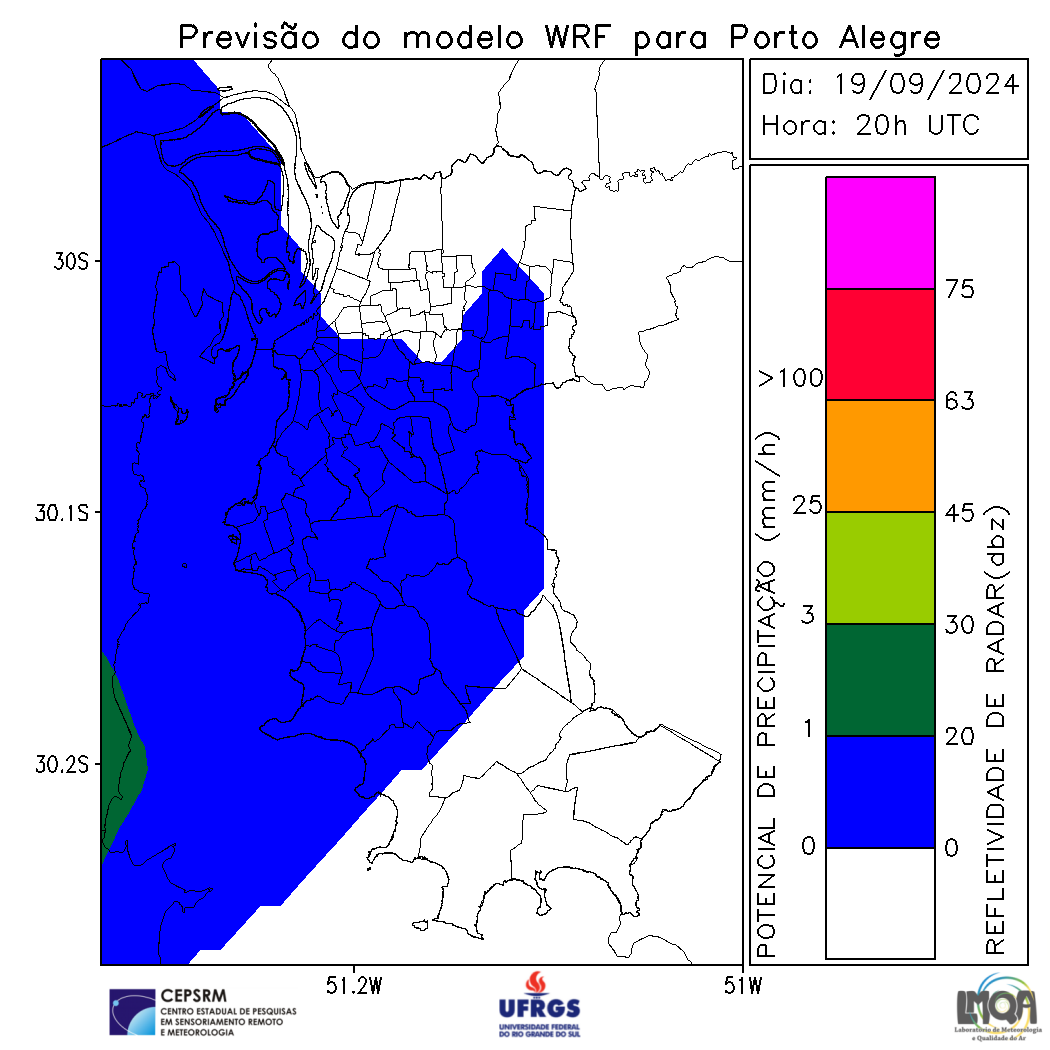 Previsão do modelo WRF para Porto Alegre
Dia: 19/09/2024
Hora: 20h UTC
30S
30.1S
30.2S
51.2W
51W
POTENCIAL DE PRECIPITAÇÃO (mm/h)
>100
25
3
1
0
75
63
45
30
20
0
REFLETIVIDADE DE RADAR(dbz)
CEPSRM
CENTRO ESTADUAL DE PESQUISAS
EM SENSORIAMENTO REMOTO
E METEOROLOGIA
UFRGS
UNIVERSIDADE FEDERAL
DO RIO GRANDE DO SUL
LMQA
Laboratório de Meteorologia
e Qualidade do Ar